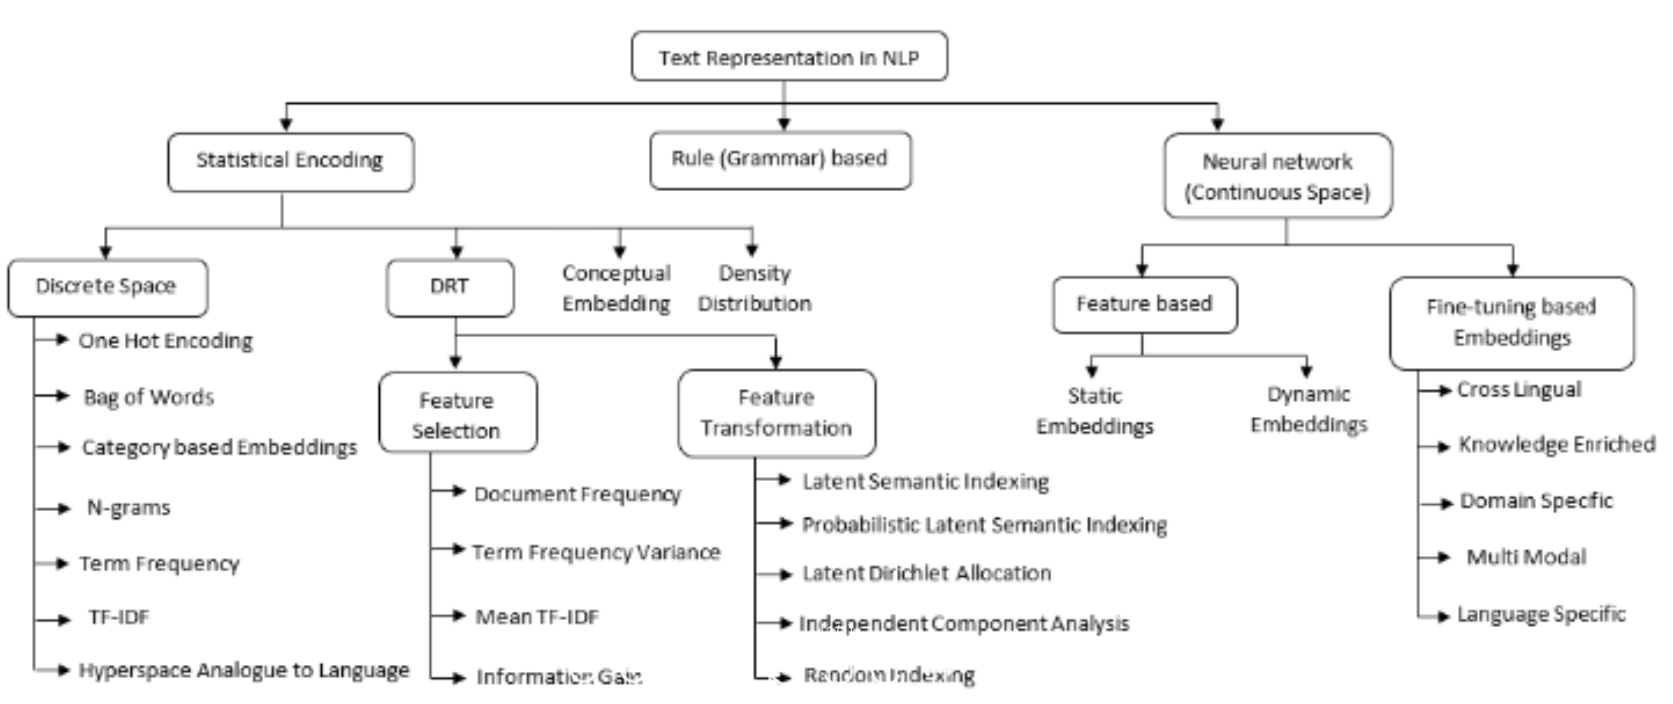 Text Representation in NLP
Statistical Encoding
Rule (Grammar) based
Neural network
(Continuous Space)
Discrete Space
DRT
Conceptual
Embedding
Density
Distribution
Feature based
Fine-tuning based
Embeddings
One Hot Encoding
Bag of Words
Category based Embeddings
N-grams
Term Frequency
TF-IDF
Hyperspace Analogue to Language
Feature
Selection
Document Frequency
Term Frequency Variance
Mean TF-IDF
Information Gain
Feature
Transformation
Latent Semantic Indexing
Probabilistic Latent Semantic Indexing
Latent Dirichlet Allocation
Independent Component Analysis
Random Indexing
Static
Embeddings
Dynamic
Embeddings
Cross Lingual
Knowledge Enriched
Domain Specfic
Multi Modal
Language Specific